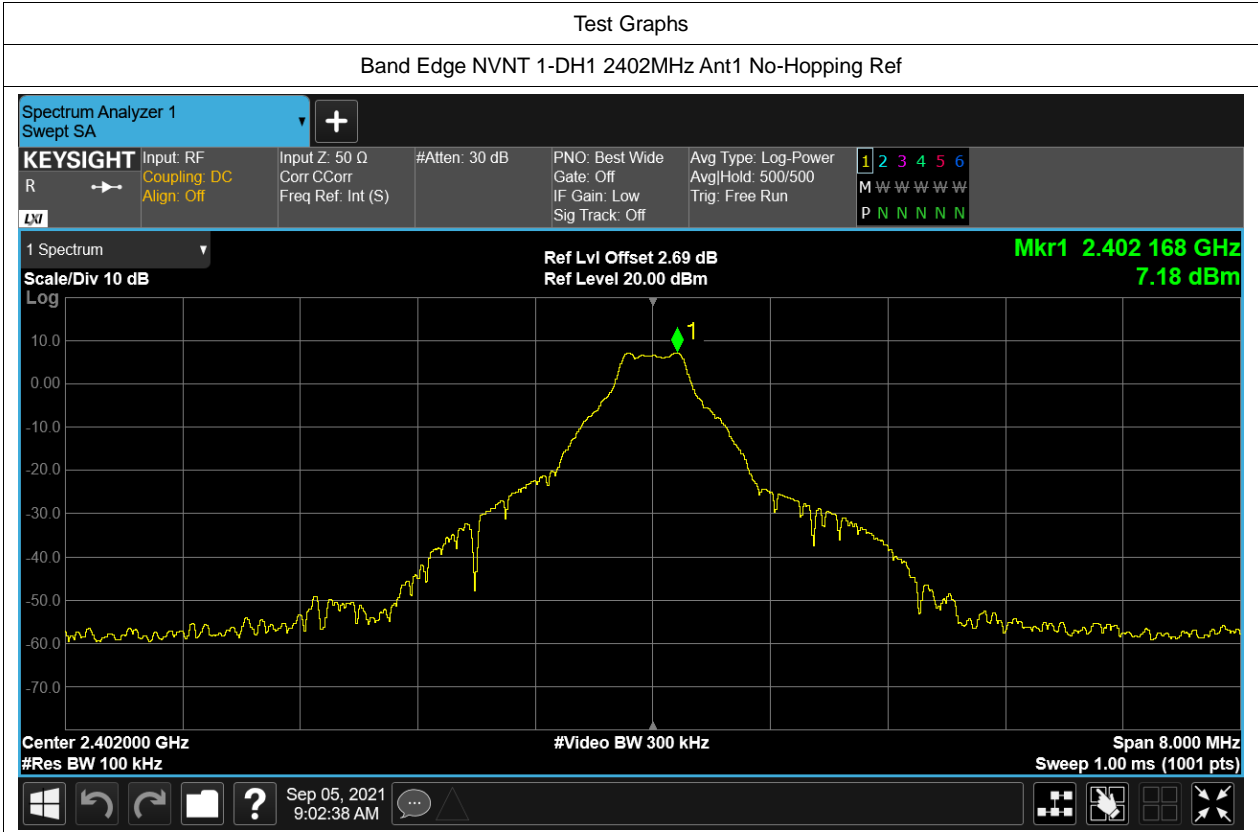 Test Graphs
Band Edge NVNT 1-DH1 2402MHz Ant1 No-Hopping Ref
Spectrum Analyzer 1
Swept SA
KEYSIGHT
R
LXI
Input: RF
Coupling: DC
Align: Off
Input Z: 50 Ω
Corr CCorr
Freq Ref: Int (S)
#Atten: 30 dB
PNO: Best Wide
Gate: Off
IF Gain: Low
Sig Track: Off
Avg Type: Log-Power
Avg|Hold: 500/500
Trig: Free Run
1 2 3 4 5 6
M W W W W W
P N N N N N
1 Spectrum
Scale/Div 10 dB
Ref Lvl Offset 2.69 dB
Ref Level 20.00 dBm
Mkr1 2.402 168 GHz
7.18 dBm
Log
1
10.0
0.00
-10.0
-20.0
-30.0
-40.0
-50.0
-60.0
-70.0
Center 2.402000 GHz
#Video BW 300 kHz
Span 8.000 MHz
#Res BW 100 kHz
Sweep 1.00 ms (1001 pts)
?
Sep 05, 2021
9:02:38 AM